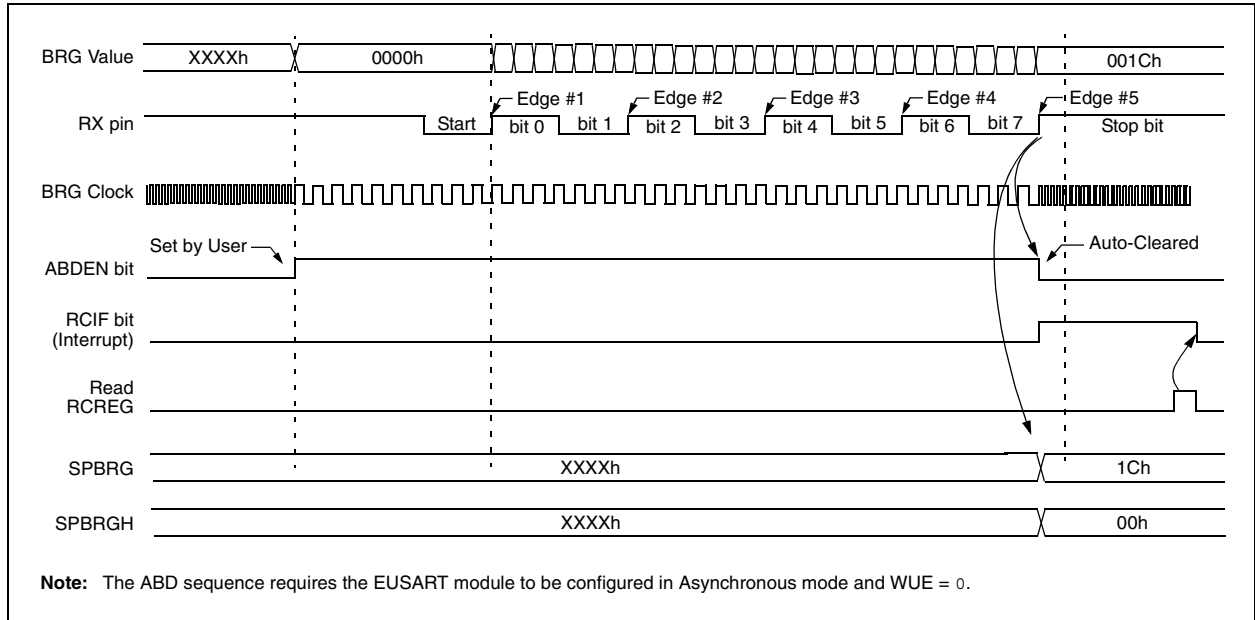 BRG Value XXXXh 0000h 001Ch
Edge #1 Edge #2 Edge #3 Edge #4 Edge #5
RX pin Start bit 0 bit 1 bit 2 bit 3 bit 4 bit 5 bit 6 bit 7 Stop bit
BRG Clock
Set by User Auto-Cleared
ABDEN bit
RCIF bit
(Interrupt)
Read
RCREG
SPBRG XXXXh 1Ch
SPBRGH XXXXh 00h
Note: The ABD sequence requires the EUSART module to be configured in Asynchronous mode and WUE = 0.